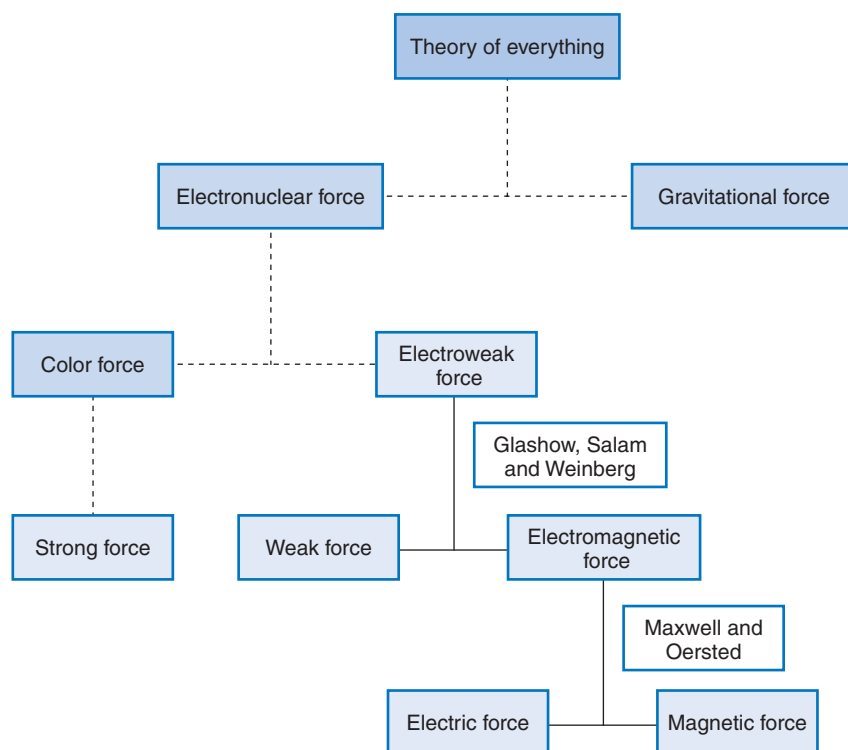 Theory of everything
Electronuclear force
Gravitational force
Color force
Electroweak
force
Glashow, Salam
and Weinberg
Strong force
Weak force
Electromagnetic
force
Maxwell and
Oersted
Electric force
Magnetic force